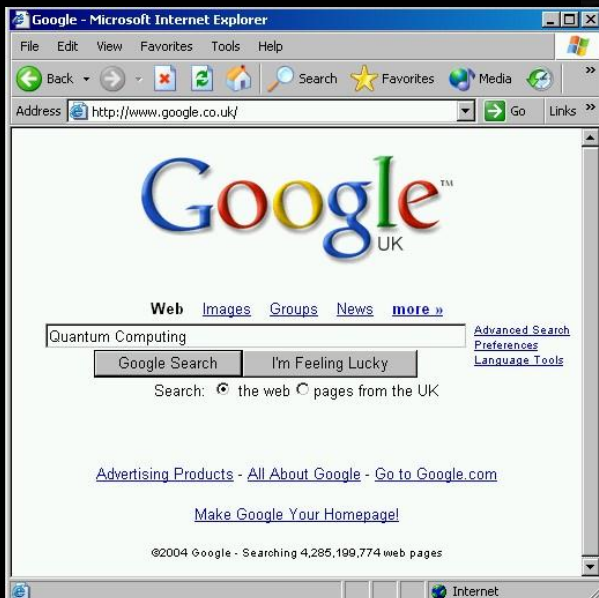 Google - Microsoft Internet Explorer
File Edit View Favorites Tools Help
Back Search Favorites Media »
Address http://www.google.co.uk/ Go Links »
Google™
UK
Web Images Groups News more »
Quantum Computing
Advanced Search
Preferences
Language Tools
Google Search I'm Feeling Lucky
Search: the web pages from the UK
Advertising Products - All About Google - Go to Google.com
Make Google Your Homepage!
©2004 Google - Searching 4,285,199,774 web pages
Internet